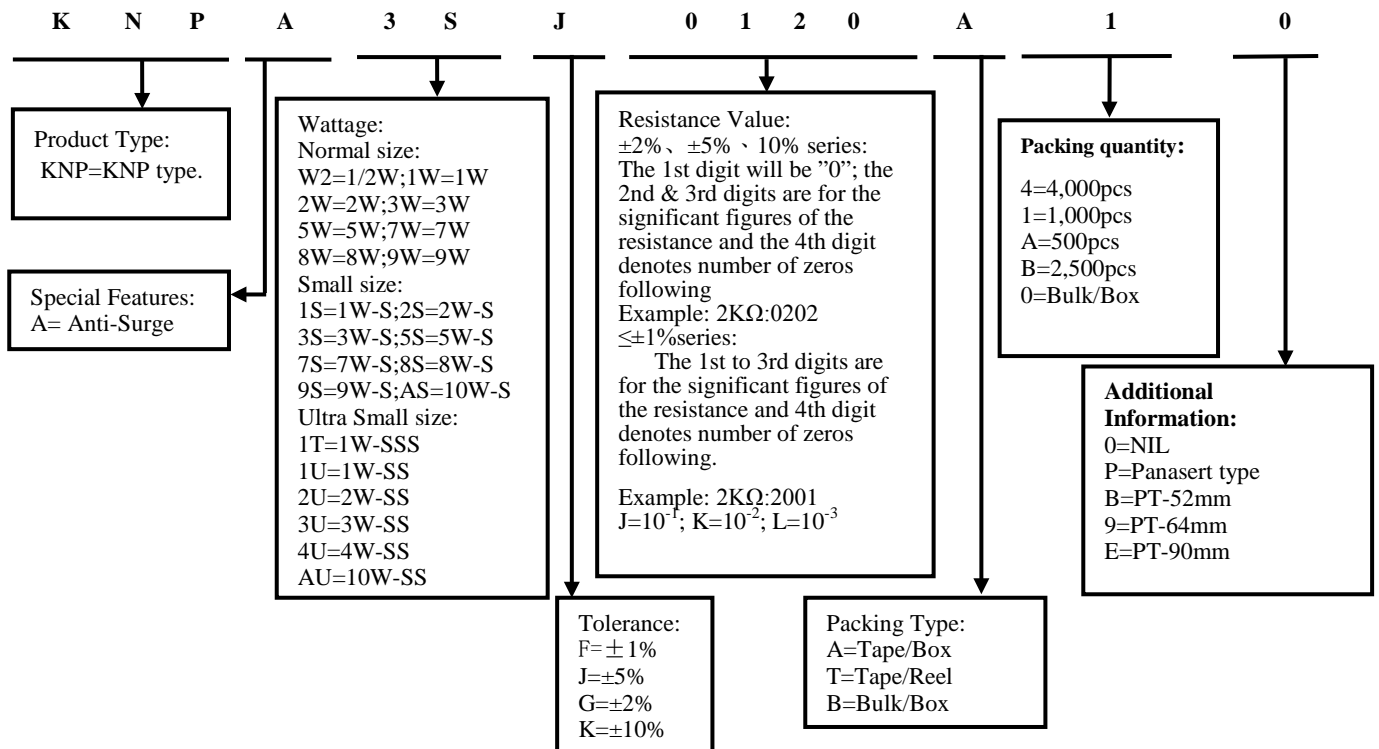 K N P A 3 S J 0 1 2 0 A 1 0
Product Type:
KNP=KNP type.
Special Features:
A= Anti-Surge
Wattage:
Normal size:
W2=1/2W;1W=1W
2W=2W;3W=3W
5W=5W;7W=7W
8W=8W;9W=9W
Small size:
1S=1W-S;2S=2W-S
3S=3W-S;5S=5W-S
7S=7W-S;8S=8W-S
9S=9W-S;AS=10W-S
Ultra Small size:
1T=1W-SSS
1U=1W-SS
2U=2W-SS
3U=3W-SS
4U=4W-SS
AU=10W-SS
Tolerance:
F=±1%
J=±5%
G=±2%
K=±10%
Resistance Value:
±2%、±5%、10% series:
The 1st digit will be ”0”; the
2nd & 3rd digits are for the
significant figures of the
resistance and the 4th digit
denotes number of zeros
following
Example: 2KΩ:0202
≤±1%series:
The 1st to 3rd digits are
for the significant figures of
the resistance and 4th digit
denotes number of zeros
following.
Example: 2KΩ:2001
J=10⁻¹; K=10⁻²; L=10⁻³
Packing Type:
A=Tape/Box
T=Tape/Reel
B=Bulk/Box
Packing quantity:
4=4,000pcs
1=1,000pcs
A=500pcs
B=2,500pcs
0=Bulk/Box
Additional
Information:
0=NIL
P=Panasert type
B=PT-52mm
9=PT-64mm
E=PT-90mm